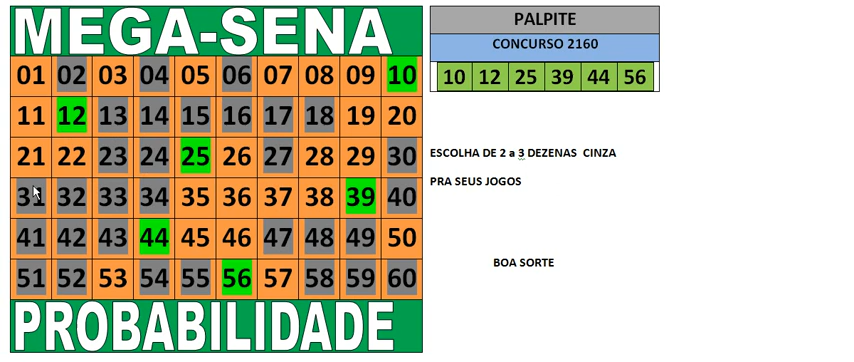 MEGA-SENA
01 02 03 04 05 06 07 08 09 10
11 12 13 14 15 16 17 18 19 20
21 22 23 24 25 26 27 28 29 30
31 32 33 34 35 36 37 38 39 40
41 42 43 44 45 46 47 48 49 50
51 52 53 54 55 56 57 58 59 60
PROBABILIDADE
PALPITE
CONCURSO 2160
10 12 25 39 44 56
ESCOLHA DE 2 a 3 DEZENAS CINZA
PRA SEUS JOGOS
BOA SORTE